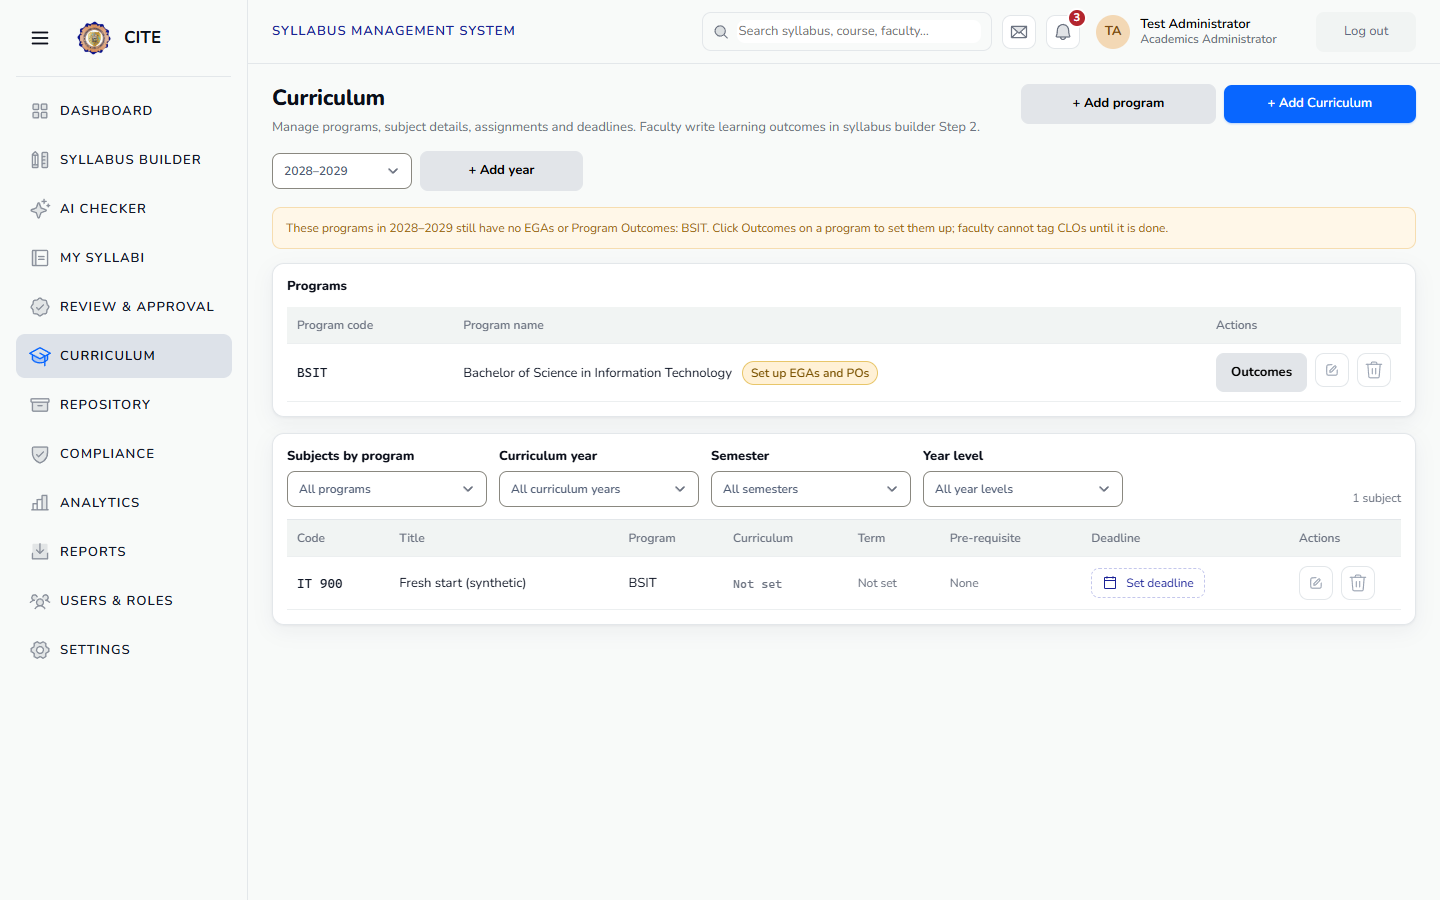 CITE
SYLLABUS MANAGEMENT SYSTEM
Search syllabus, course, faculty...
3
TA
Test Administrator
Academics Administrator
Log out
DASHBOARD
SYLLABUS BUILDER
AI CHECKER
MY SYLLABI
REVIEW & APPROVAL
CURRICULUM
REPOSITORY
COMPLIANCE
ANALYTICS
REPORTS
USERS & ROLES
SETTINGS
Curriculum
Manage programs, subject details, assignments and deadlines. Faculty write learning outcomes in syllabus builder Step 2.
+ Add program
+ Add Curriculum
2028–2029
+ Add year
These programs in 2028–2029 still have no EGAs or Program Outcomes: BSIT. Click Outcomes on a program to set them up; faculty cannot tag CLOs until it is done.
Programs
Program code Program name Actions
BSIT Bachelor of Science in Information Technology Set up EGAs and POs Outcomes
Subjects by program Curriculum year Semester Year level
All programs All curriculum years All semesters All year levels
1 subject
Code Title Program Curriculum Term Pre-requisite Deadline Actions
IT 900 Fresh start (synthetic) BSIT Not set Not set None Set deadline